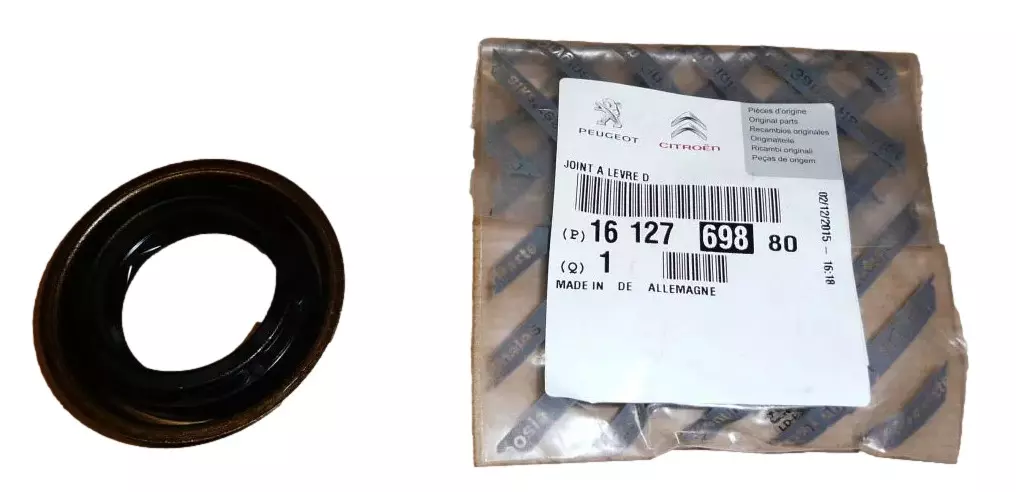 PEUGEOT
CITROËN
Pièces d'origine
Original parts
Recambios originales
Originalteile
Ricambi originali
Peças de origem
JOINT A LEVRE D
(P) 16 127 698 80
(Q) 1
MADE IN DE ALLEMAGNE
02/12/2015 – 16:18